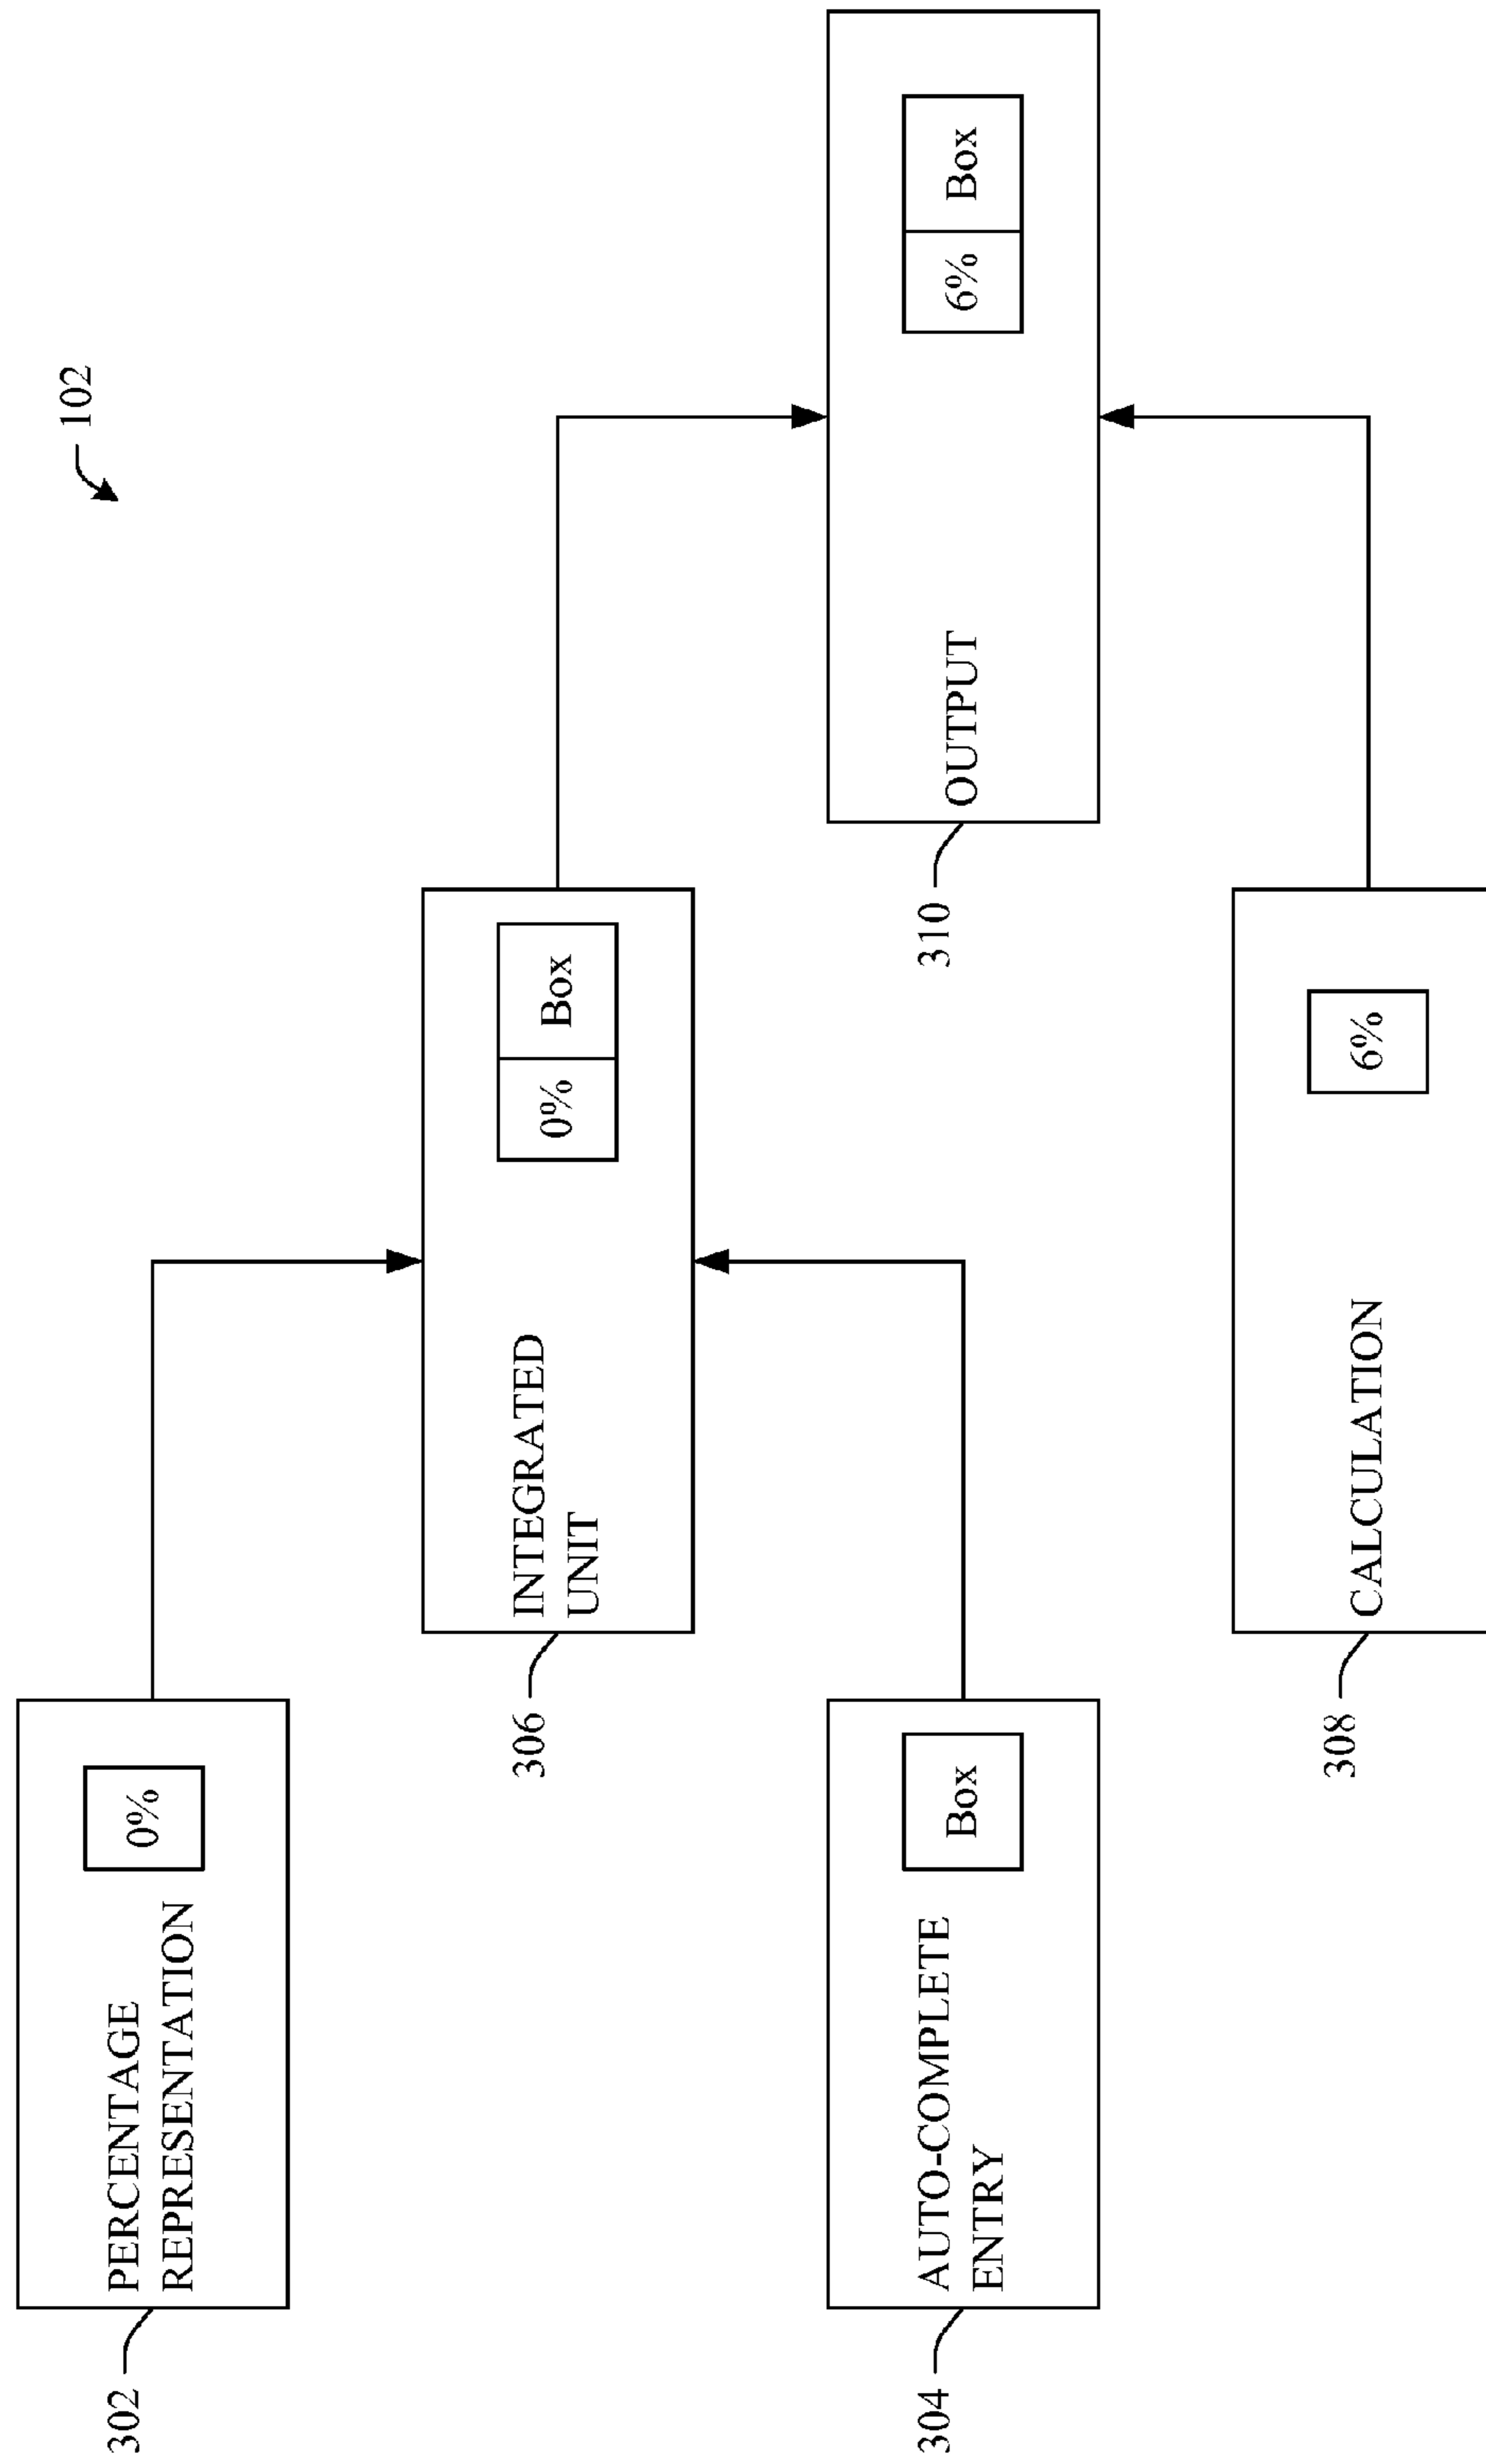 102
302
PERCENTAGE
REPRESENTATION
0%
306
INTEGRATED
UNIT
0%
Box
304
AUTO-COMPLETE
ENTRY
Box
310
OUTPUT
6%
Box
308
CALCULATION
6%